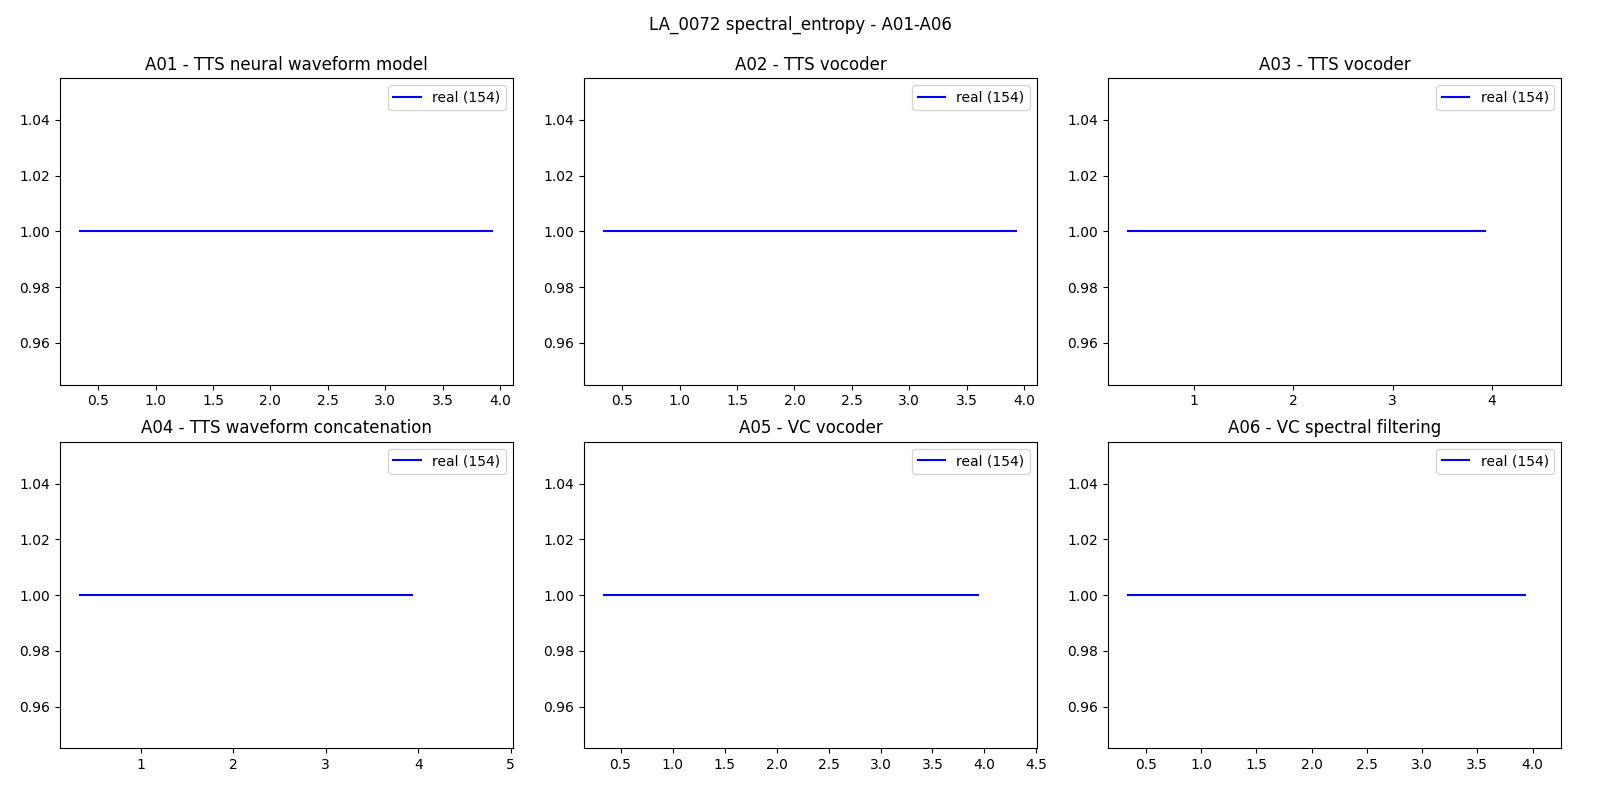 LA_0072 spectral_entropy - A01-A06
A01 - TTS neural waveform model
real (154)
1.04
1.02
1.00
0.98
0.96
0.5 1.0 1.5 2.0 2.5 3.0 3.5 4.0
A02 - TTS vocoder
real (154)
1.04
1.02
1.00
0.98
0.96
0.5 1.0 1.5 2.0 2.5 3.0 3.5 4.0
A03 - TTS vocoder
real (154)
1.04
1.02
1.00
0.98
0.96
1 2 3 4
A04 - TTS waveform concatenation
real (154)
1.04
1.02
1.00
0.98
0.96
1 2 3 4 5
A05 - VC vocoder
real (154)
1.04
1.02
1.00
0.98
0.96
0.5 1.0 1.5 2.0 2.5 3.0 3.5 4.0 4.5
A06 - VC spectral filtering
real (154)
1.04
1.02
1.00
0.98
0.96
0.5 1.0 1.5 2.0 2.5 3.0 3.5 4.0